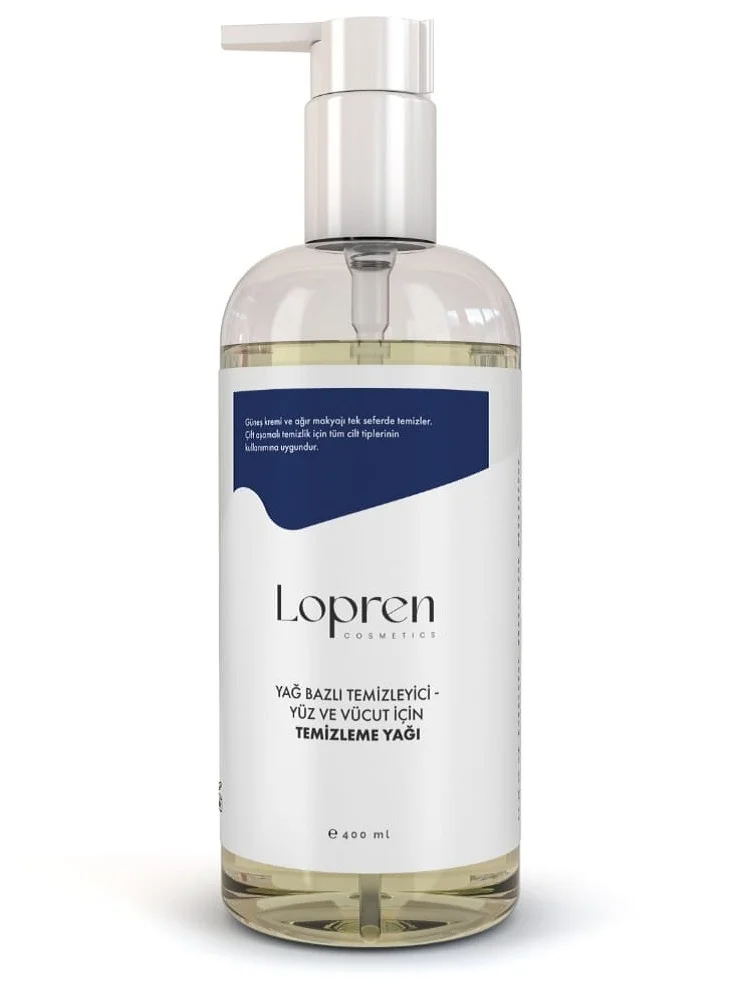 Güneş kremi ve ağır makyajı tek seferde temizler.
Çift aşamalı temizlik için tüm cilt tiplerinin
kullanımına uygundur.
Lopren
COSMETICS
YAĞ BAZLI TEMİZLEYİCİ -
YÜZ VE VÜCUT İÇİN
TEMİZLEME YAĞI
℮ 400 ml